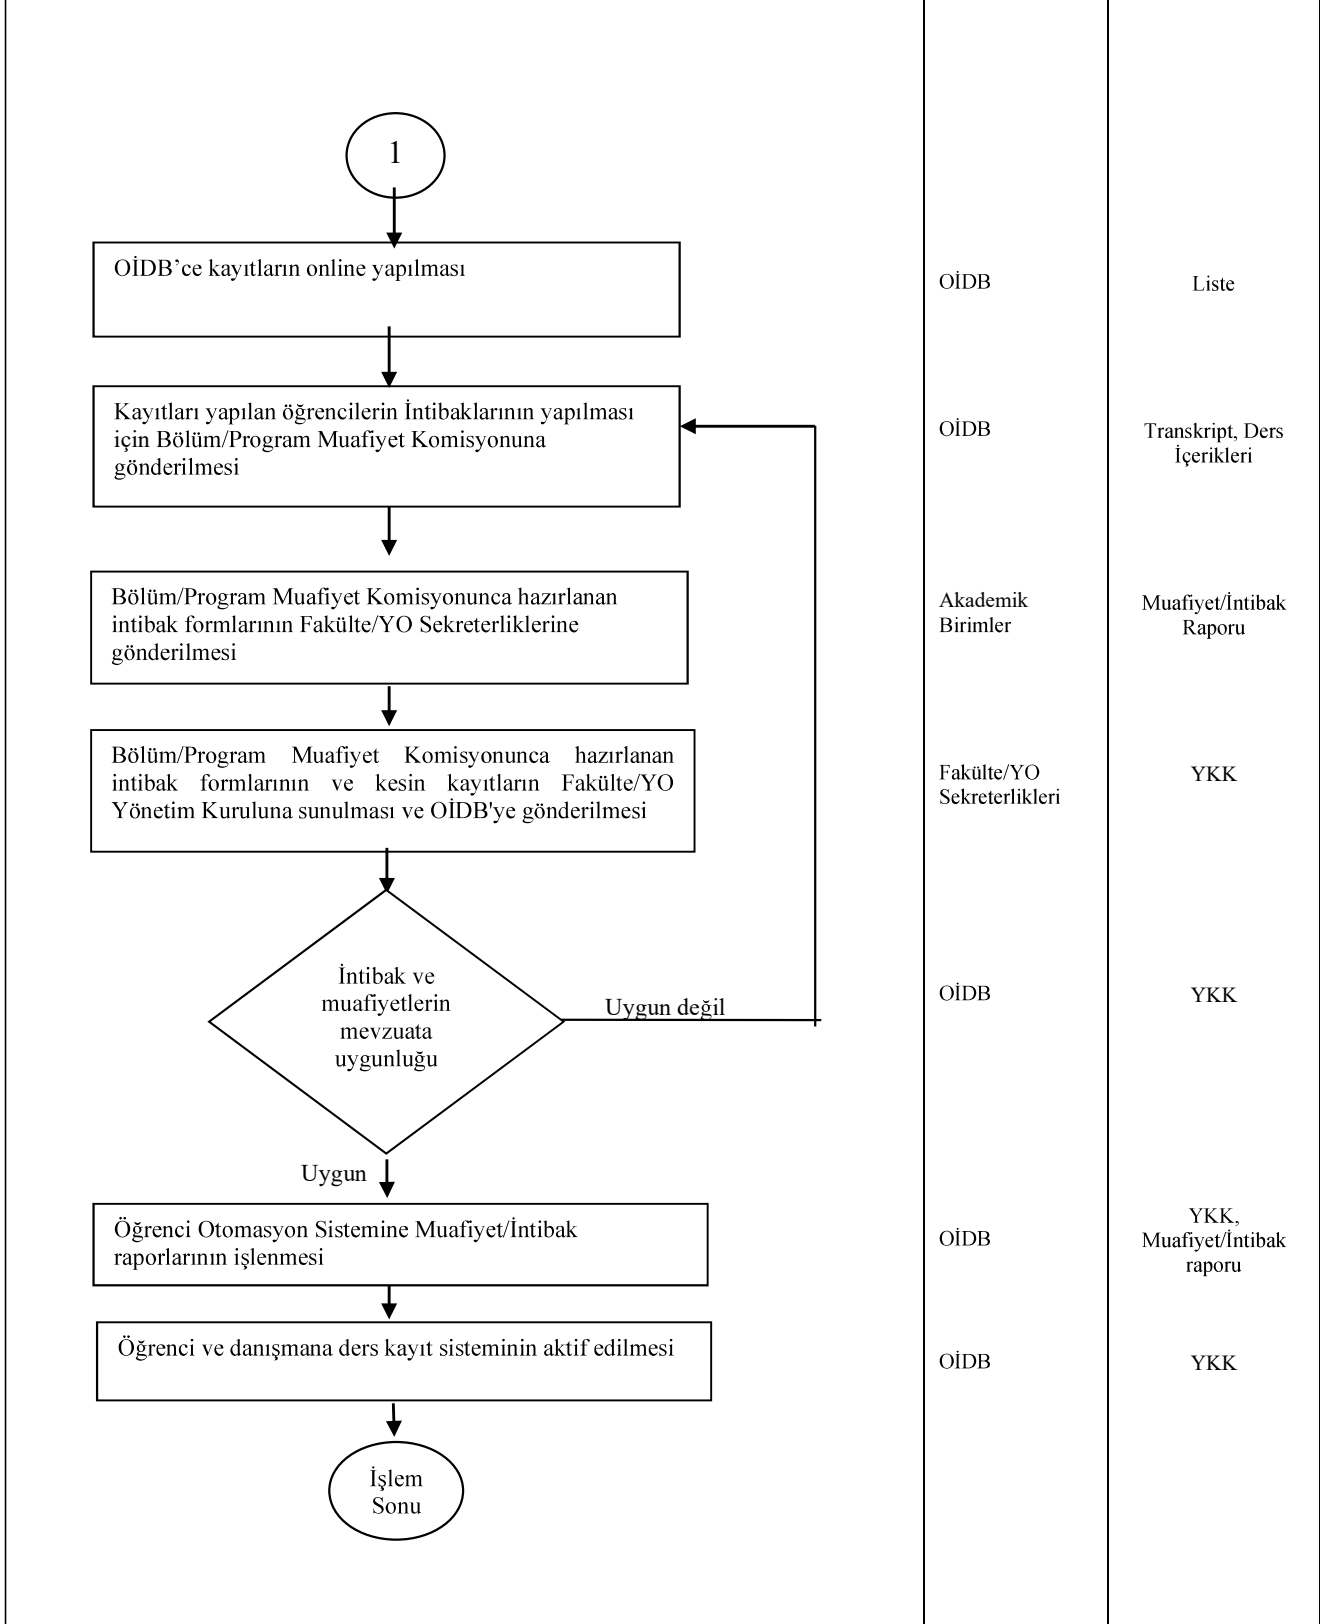 1
OİDB’ce kayıtların online yapılması
OİDB
Liste
Kayıtları yapılan öğrencilerin İntibaklarının yapılması
için Bölüm/Program Muafiyet Komisyonuna
gönderilmesi
OİDB
Transkript, Ders
İçerikleri
Bölüm/Program Muafiyet Komisyonunca hazırlanan
intibak formlarının Fakülte/YO Sekreterliklerine
gönderilmesi
Akademik
Birimler
Muafiyet/İntibak
Raporu
Bölüm/Program Muafiyet Komisyonunca hazırlanan
intibak formlarının ve kesin kayıtların Fakülte/YO
Yönetim Kuruluna sunulması ve OİDB'ye gönderilmesi
Fakülte/YO
Sekreterlikleri
YKK
İntibak ve
muafiyetlerin
mevzuata
uygunluğu
Uygun değil
OİDB
YKK
Uygun
Öğrenci Otomasyon Sistemine Muafiyet/İntibak
raporlarının işlenmesi
OİDB
YKK,
Muafiyet/İntibak
raporu
Öğrenci ve danışmana ders kayıt sisteminin aktif edilmesi
OİDB
YKK
İşlem
Sonu